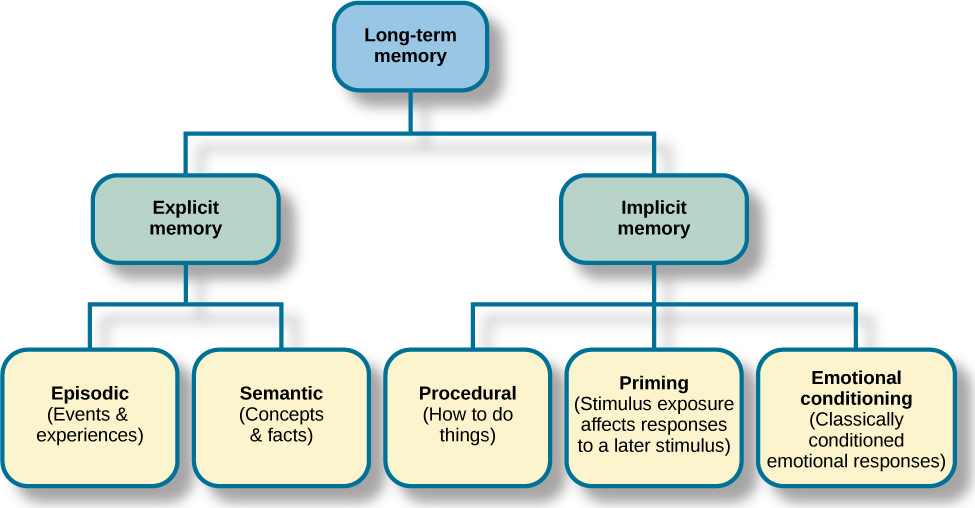 Long-term
memory
Explicit
memory
Implicit
memory
Episodic
(Events &
experiences)
Semantic
(Concepts
& facts)
Procedural
(How to do
things)
Priming
(Stimulus exposure
affects responses
to a later stimulus)
Emotional
conditioning
(Classically
conditioned
emotional responses)